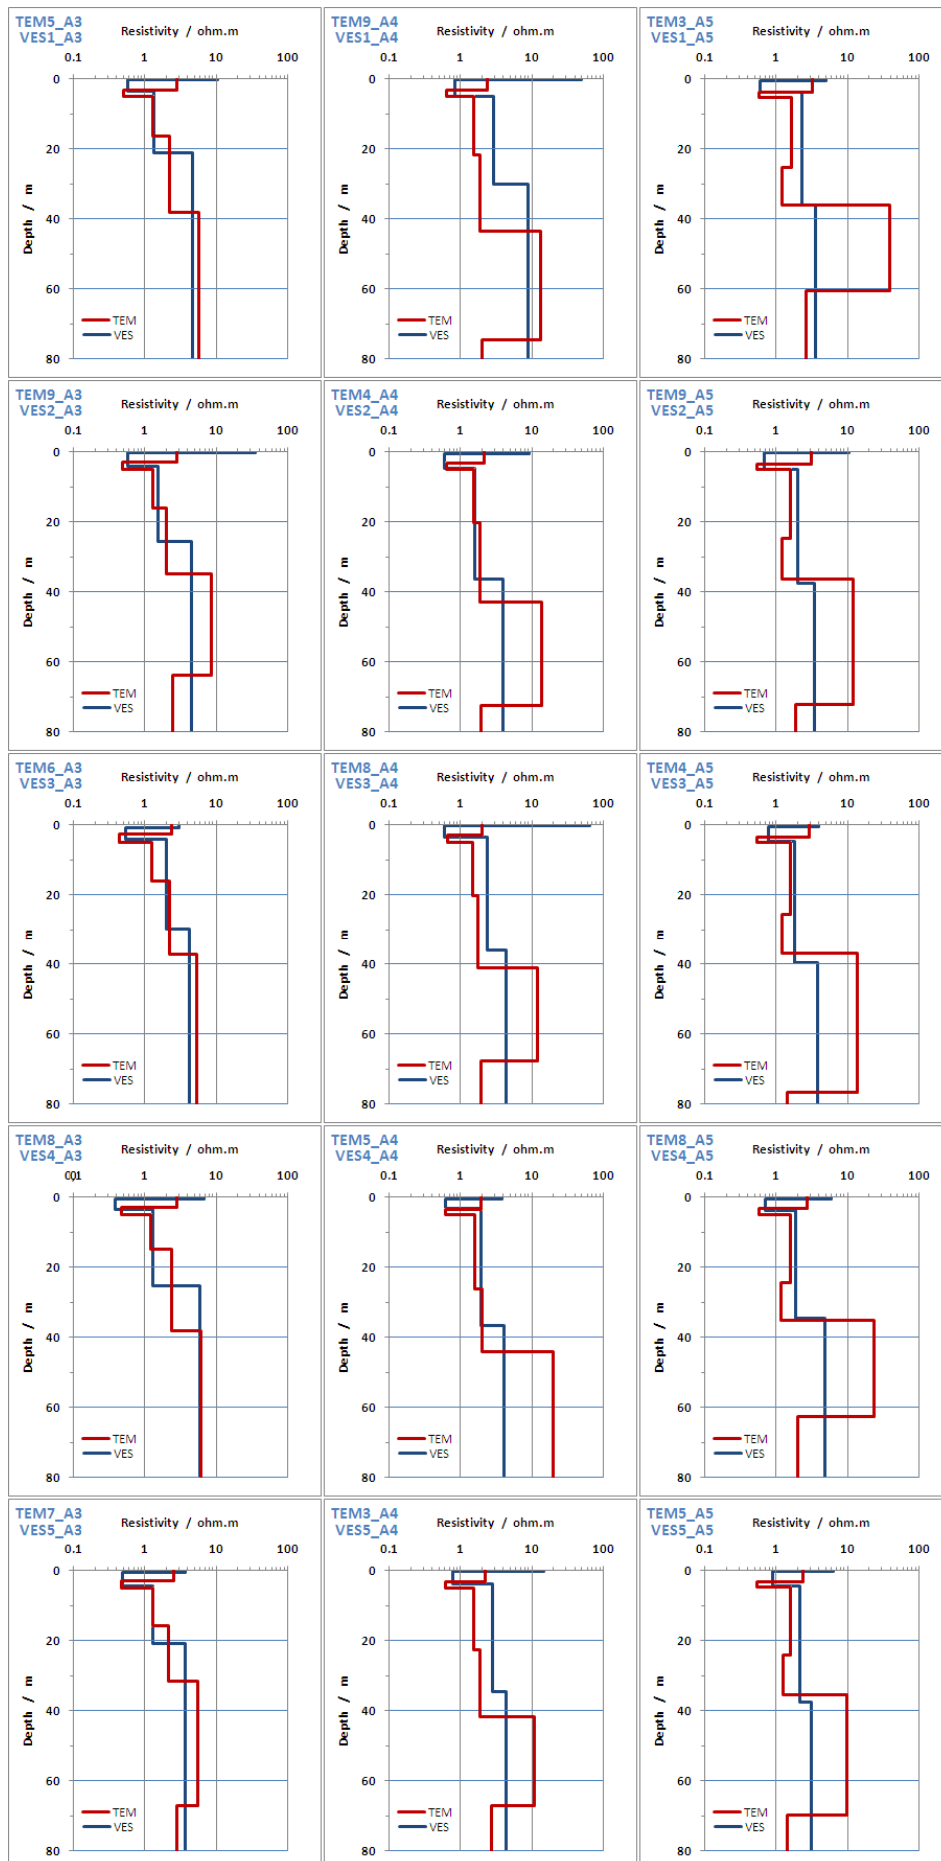 TEM5_A3
VES1_A3
Resistivity / ohm.m
0.1 1 10 100
0
20
40
60
80
Depth / m
TEM
VES
TEM9_A4
VES1_A4
Resistivity / ohm.m
0.1 1 10 100
0
20
40
60
80
Depth / m
TEM
VES
TEM3_A5
VES1_A5
Resistivity / ohm.m
0.1 1 10 100
0
20
40
60
80
Depth / m
TEM
VES
TEM9_A3
VES2_A3
Resistivity / ohm.m
0.1 1 10 100
0
20
40
60
80
Depth / m
TEM
VES
TEM4_A4
VES2_A4
Resistivity / ohm.m
0.1 1 10 100
0
20
40
60
80
Depth / m
TEM
VES
TEM9_A5
VES2_A5
Resistivity / ohm.m
0.1 1 10 100
0
20
40
60
80
Depth / m
TEM
VES
TEM6_A3
VES3_A3
Resistivity / ohm.m
0.1 1 10 100
0
20
40
60
80
Depth / m
TEM
VES
TEM8_A4
VES3_A4
Resistivity / ohm.m
0.1 1 10 100
0
20
40
60
80
Depth / m
TEM
VES
TEM4_A5
VES3_A5
Resistivity / ohm.m
0.1 1 10 100
0
20
40
60
80
Depth / m
TEM
VES
TEM8_A3
VES4_A3
Resistivity / ohm.m
0.1 1 10 100
0
20
40
60
80
Depth / m
TEM
VES
TEM5_A4
VES4_A4
Resistivity / ohm.m
0.1 1 10 100
0
20
40
60
80
Depth / m
TEM
VES
TEM8_A5
VES4_A5
Resistivity / ohm.m
0.1 1 10 100
0
20
40
60
80
Depth / m
TEM
VES
TEM7_A3
VES5_A3
Resistivity / ohm.m
0.1 1 10 100
0
20
40
60
80
Depth / m
TEM
VES
TEM3_A4
VES5_A4
Resistivity / ohm.m
0.1 1 10 100
0
20
40
60
80
Depth / m
TEM
VES
TEM5_A5
VES5_A5
Resistivity / ohm.m
0.1 1 10 100
0
20
40
60
80
Depth / m
TEM
VES